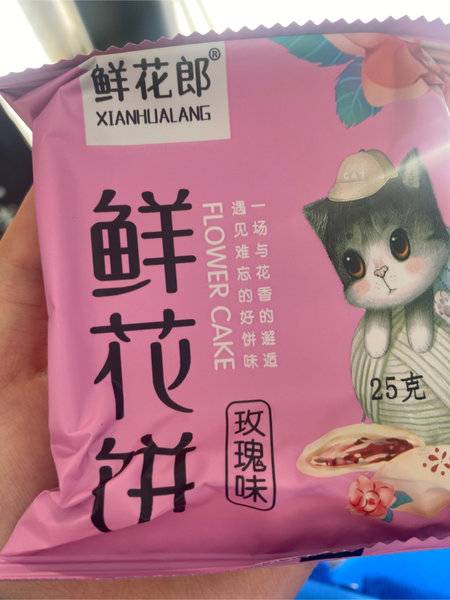 鲜花郎®
XIANHUALANG
鲜花饼
FLOWER CAKE
一场与花香的邂逅
遇见难忘的好饼味
玫瑰味
25克
CAT